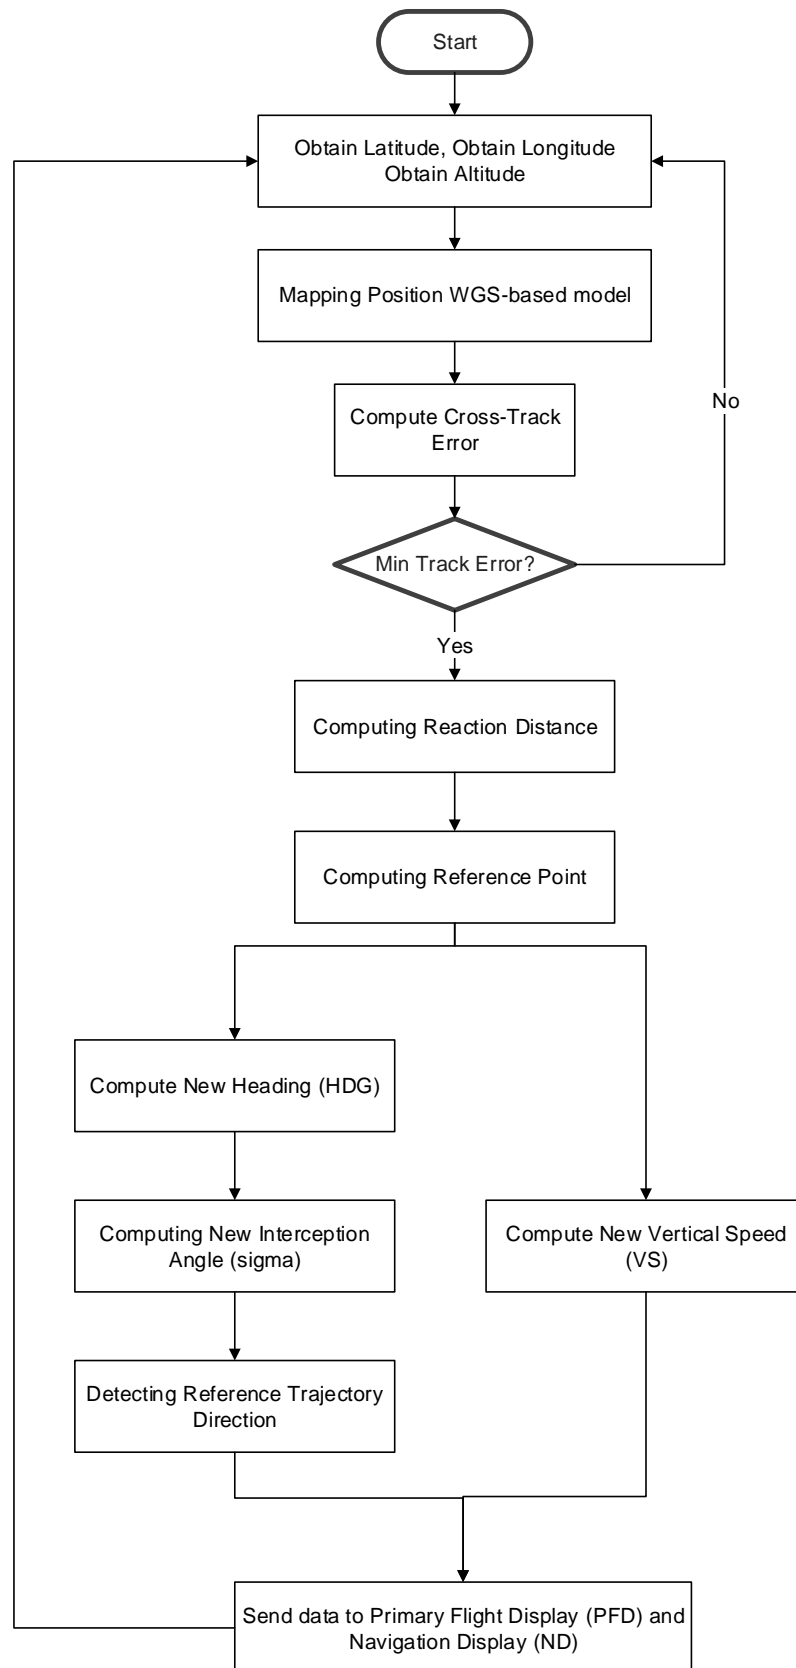 Start
Obtain Latitude, Obtain Longitude
Obtain Altitude
Mapping Position WGS-based model
Compute Cross-Track
Error
No
Min Track Error?
Yes
Computing Reaction Distance
Computing Reference Point
Compute New Heading (HDG)
Computing New Interception
Angle (sigma)
Compute New Vertical Speed
(VS)
Detecting Reference Trajectory
Direction
Send data to Primary Flight Display (PFD) and
Navigation Display (ND)